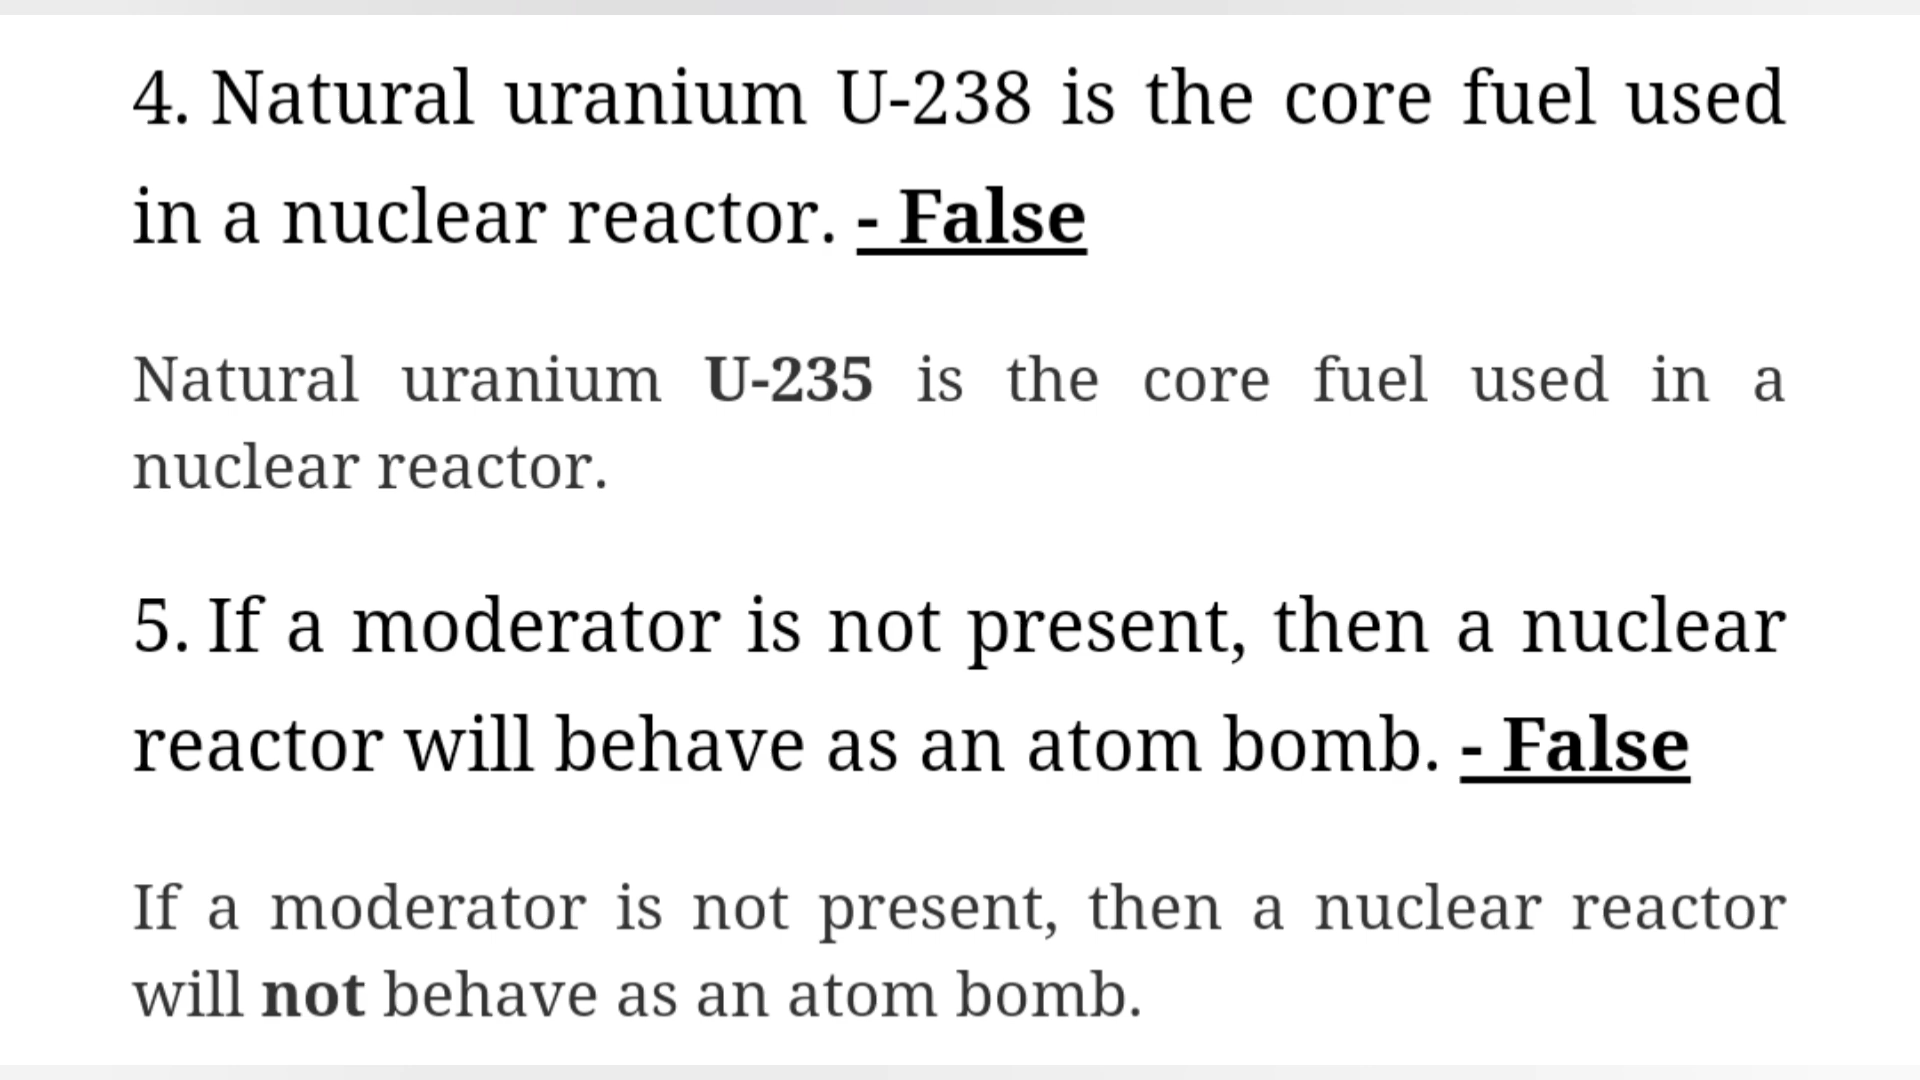 4. Natural uranium U-238 is the core fuel used
in a nuclear reactor. - False
Natural uranium U-235 is the core fuel used in a
nuclear reactor.
5. If a moderator is not present, then a nuclear
reactor will behave as an atom bomb. - False
If a moderator is not present, then a nuclear reactor
will not behave as an atom bomb.